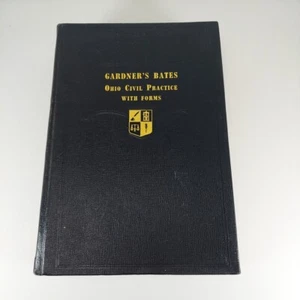 GARDNER'S BATES
OHIO CIVIL PRACTICE
WITH FORMS